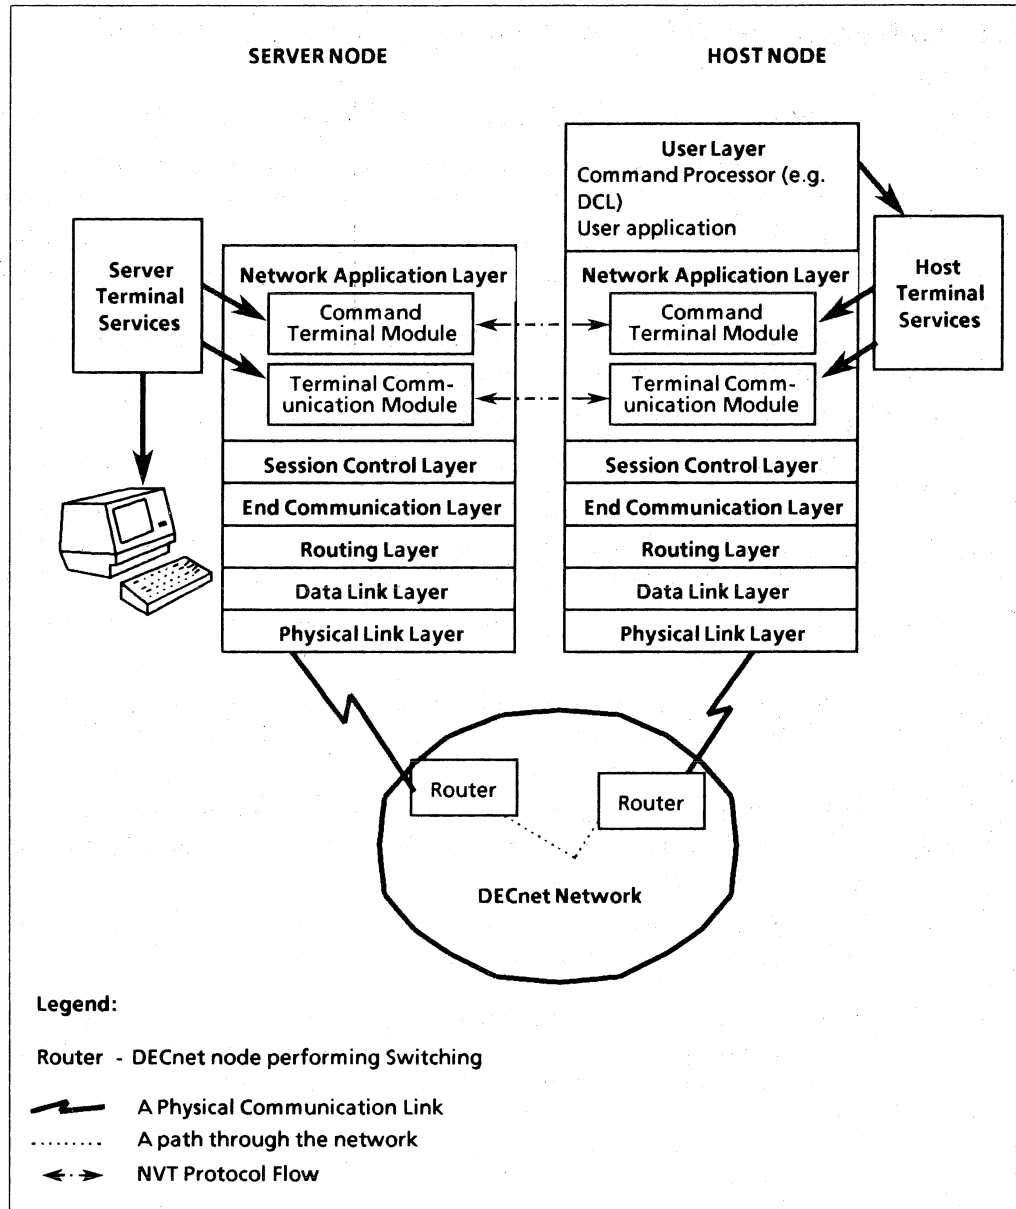 SERVER NODE
HOST NODE
User Layer
Command Processor (e.g.
DCL)
User application
Server
Terminal
Services
Network Application Layer
Command
Terminal Module
Terminal Comm-
unication Module
Session Control Layer
End Communication Layer
Routing Layer
Data Link Layer
Physical Link Layer
Network Application Layer
Command
Terminal Module
Terminal Comm-
unication Module
Session Control Layer
End Communication Layer
Routing Layer
Data Link Layer
Physical Link Layer
Host
Terminal
Services
Router
Router
DECnet Network
Legend:
Router - DECnet node performing Switching
A Physical Communication Link
A path through the network
NVT Protocol Flow